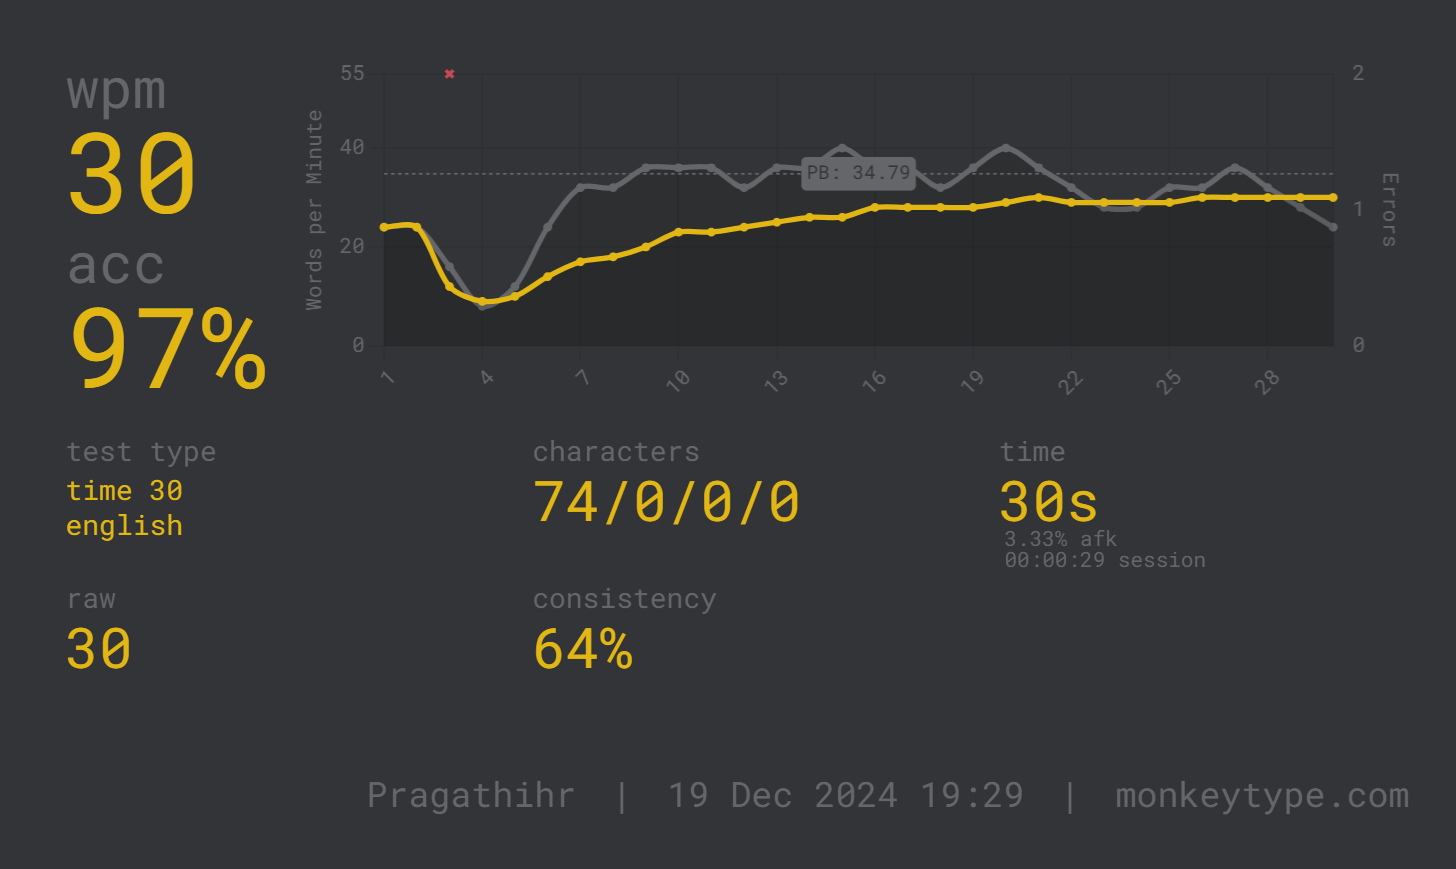 wpm
30
acc
97%
Words per Minute
55
40
20
0
PB: 34.79
2
1
0
Errors
1 4 7 10 13 16 19 22 25 28
test type
time 30
english
characters
74/0/0/0
time
30s
3.33% afk
00:00:29 session
raw
30
consistency
64%
Pragathihr | 19 Dec 2024 19:29 | monkeytype.com